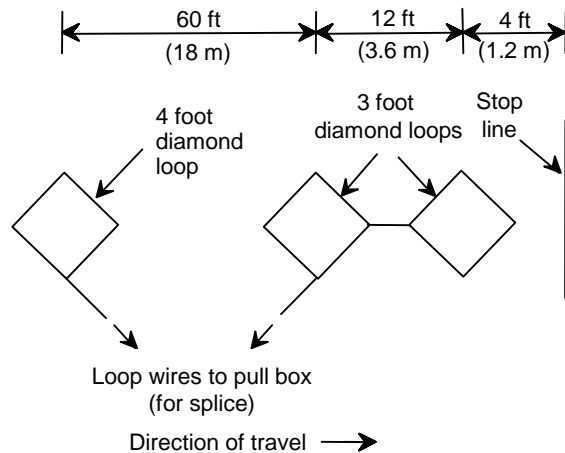 60 ft
(18 m)
12 ft
(3.6 m)
4 ft
(1.2 m)
4 foot
diamond
loop
3 foot
diamond loops
Stop
line
Loop wires to pull box
(for splice)
Direction of travel